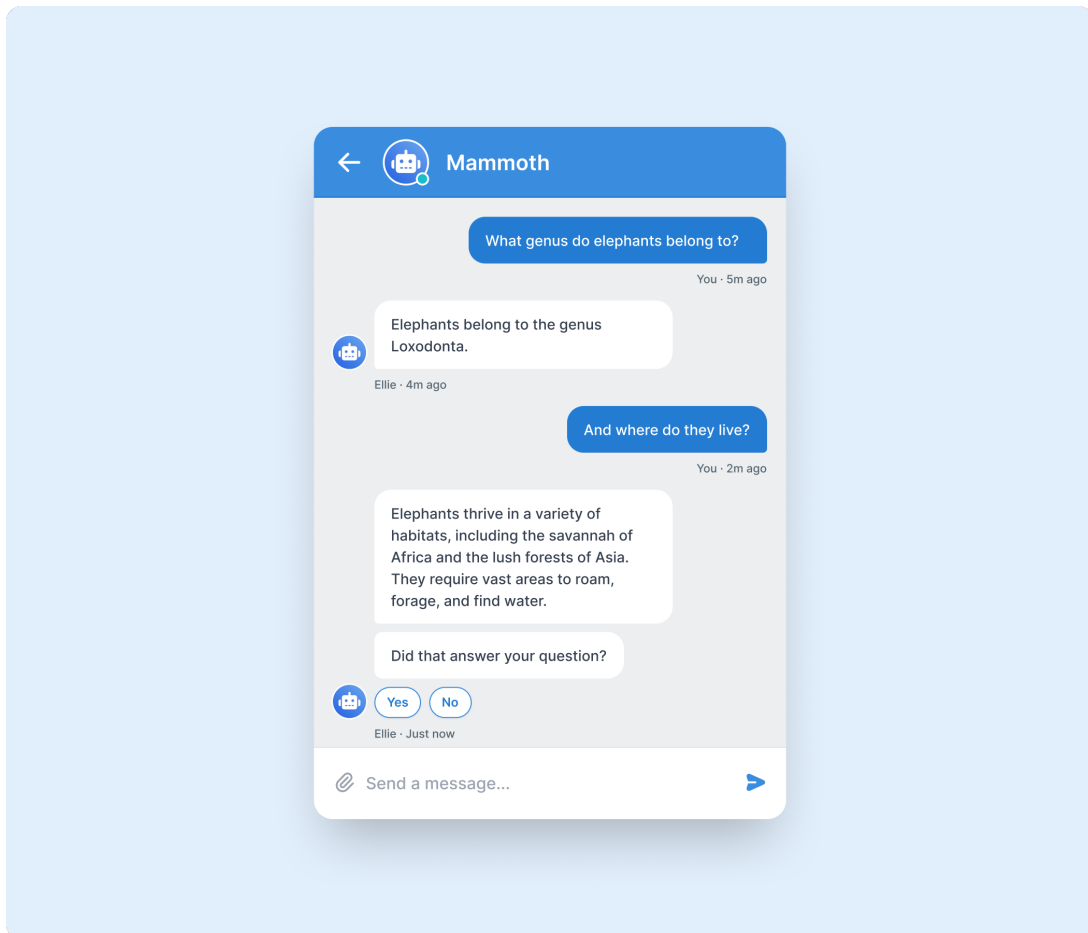 Mammoth
What genus do elephants belong to?
You · 5m ago
Elephants belong to the genus
Loxodonta.
Ellie · 4m ago
And where do they live?
You · 2m ago
Elephants thrive in a variety of
habitats, including the savannah of
Africa and the lush forests of Asia.
They require vast areas to roam,
forage, and find water.
Did that answer your question?
Yes No
Ellie · Just now
Send a message...